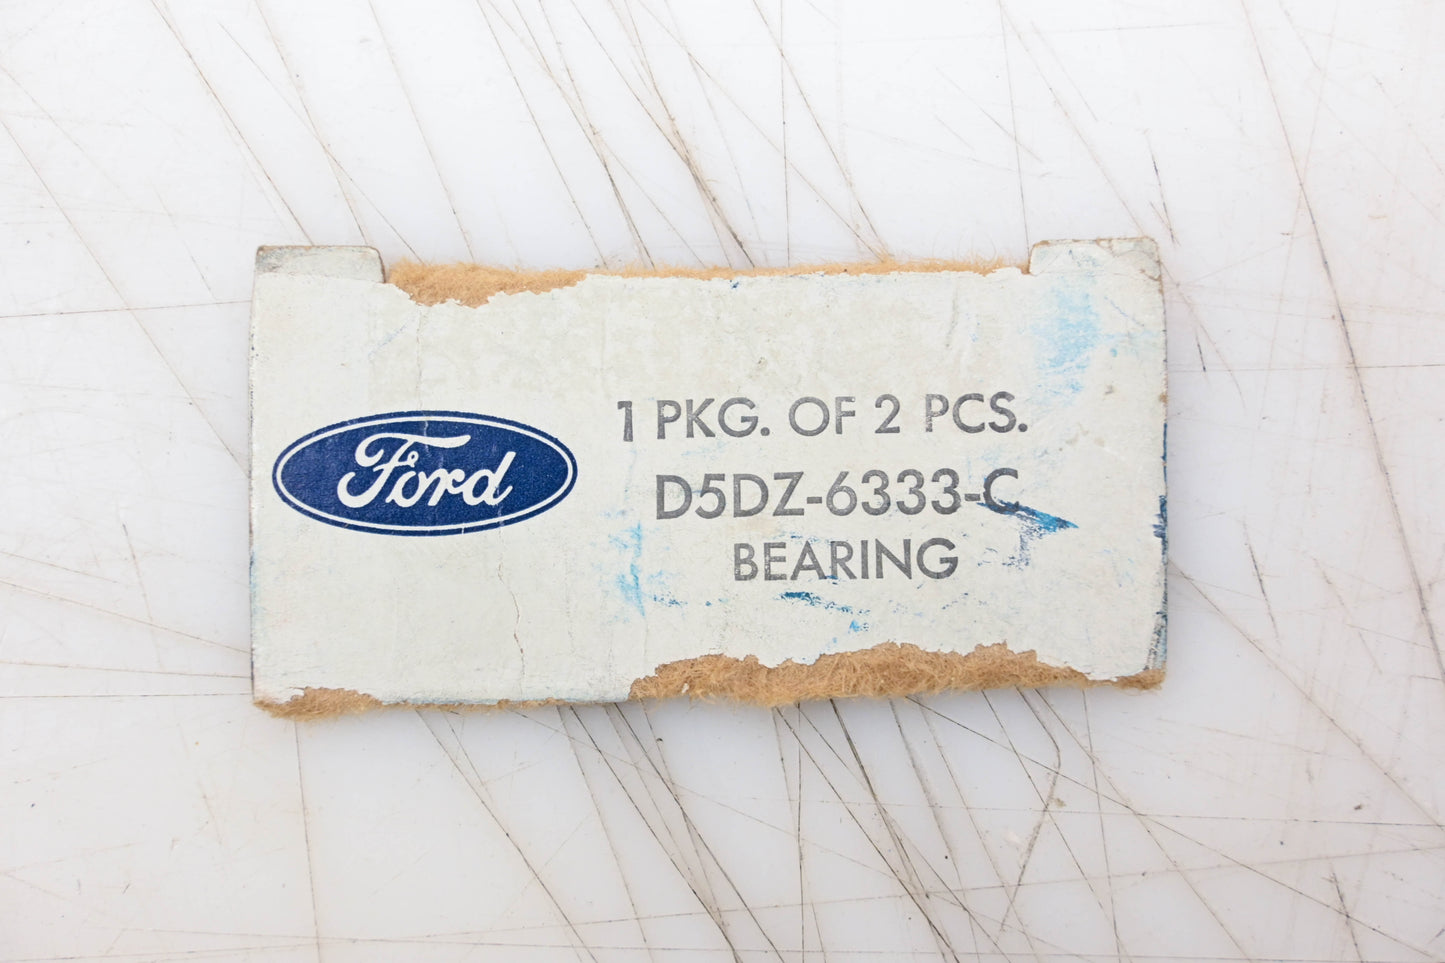 Ford
1 PKG. OF 2 PCS.
D5DZ-6333-C
BEARING